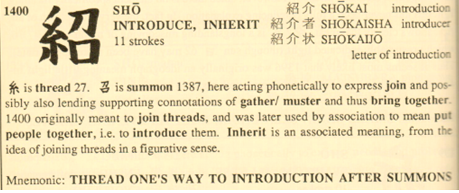 1400 紹 SHŌ 紹介 SHŌKAI introduction
INTRODUCE, INHERIT 紹介者 SHŌKAISHA introducer
11 strokes 紹介状 SHŌKAIJŌ
letter of introduction
糸 is thread 27. 召 is summon 1387, here acting phonetically to express join and pos-
sibly also lending supporting connotations of gather/ muster and thus bring together.
1400 originally meant to join threads, and was later used by association to mean put
people together, i.e. to introduce them. Inherit is an associated meaning, from the
idea of joining threads in a figurative sense.
Mnemonic: THREAD ONE'S WAY TO INTRODUCTION AFTER SUMMONS